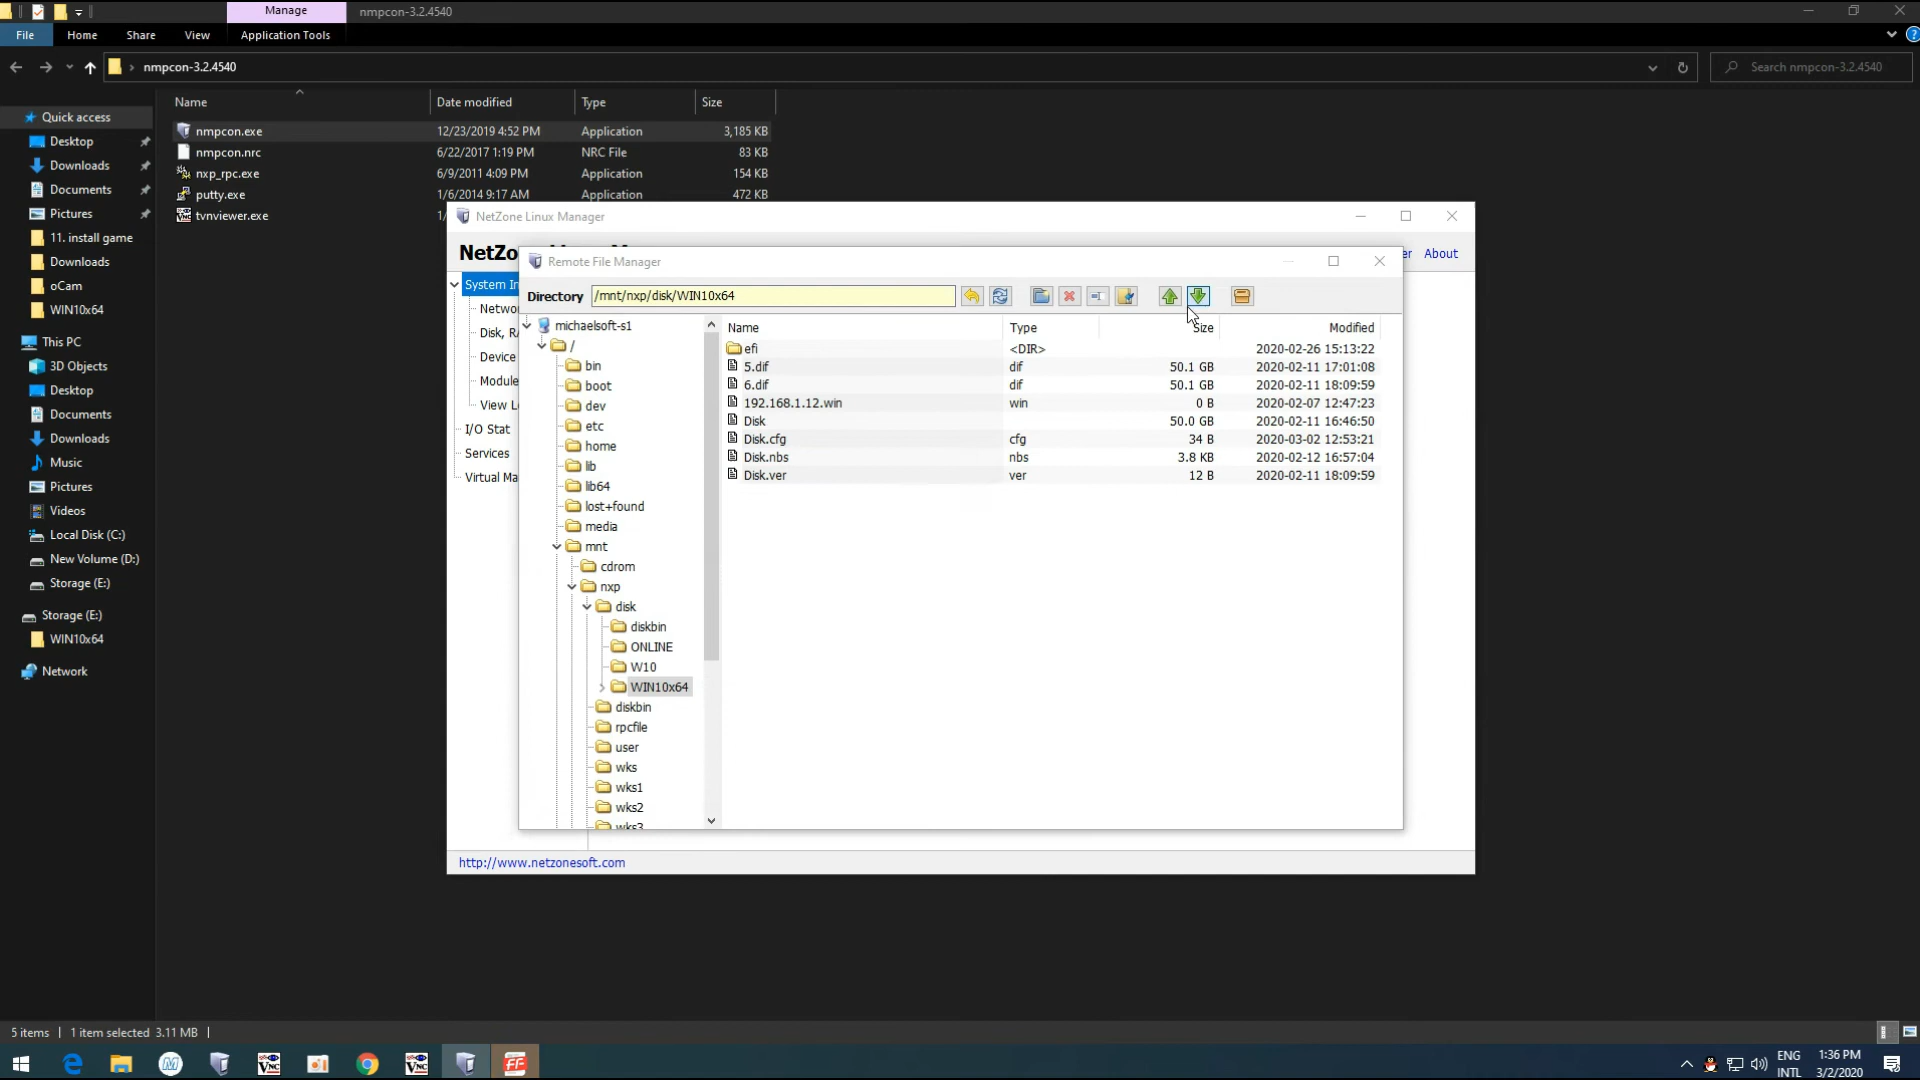 Manage nmpcon-3.2.4540
File Home Share View Application Tools
nmpcon-3.2.4540 Search nmpcon-3.2.4540
Name Date modified Type Size
nmpcon.exe 12/23/2019 4:52 PM Application 3,185 KB
nmpcon.nrc 6/22/2017 1:19 PM NRC File 83 KB
nxp_rpc.exe 6/9/2011 4:09 PM Application 154 KB
putty.exe 1/6/2014 9:17 AM Application 472 KB
tvnviewer.exe
Quick access
Desktop
Downloads
Documents
Pictures
11. install game
Downloads
oCam
WIN10x64
This PC
3D Objects
Desktop
Documents
Downloads
Music
Pictures
Videos
Local Disk (C:)
New Volume (D:)
Storage (E:)
Storage (E:)
WIN10x64
Network
NetZone Linux Manager
About
System In
Disk, R
Device
Module
I/O Stat
Services
Remote File Manager
Directory /mnt/nxp/disk/WIN10x64
michaelsoft-s1
/
bin
boot
dev
etc
home
lib
lib64
lost+found
media
mnt
cdrom
nxp
disk
diskbin
ONLINE
W10
WIN10x64
diskbin
rpcfile
user
wks
wks1
wks2
wks3
Name Type Size Modified
efi <DIR> 2020-02-26 15:13:22
5.dif dif 50.1 GB 2020-02-11 17:01:08
6.dif dif 50.1 GB 2020-02-11 18:09:59
192.168.1.12.win win 0 B 2020-02-07 12:47:23
Disk 50.0 GB 2020-02-11 16:46:50
Disk.cfg cfg 34 B 2020-03-02 12:53:21
Disk.nbs nbs 3.8 KB 2020-02-12 16:57:04
Disk.ver ver 12 B 2020-02-11 18:09:59
http://www.netzonesoft.com
5 items 1 item selected 3.11 MB
ENG
INTL
1:36 PM
3/2/2020